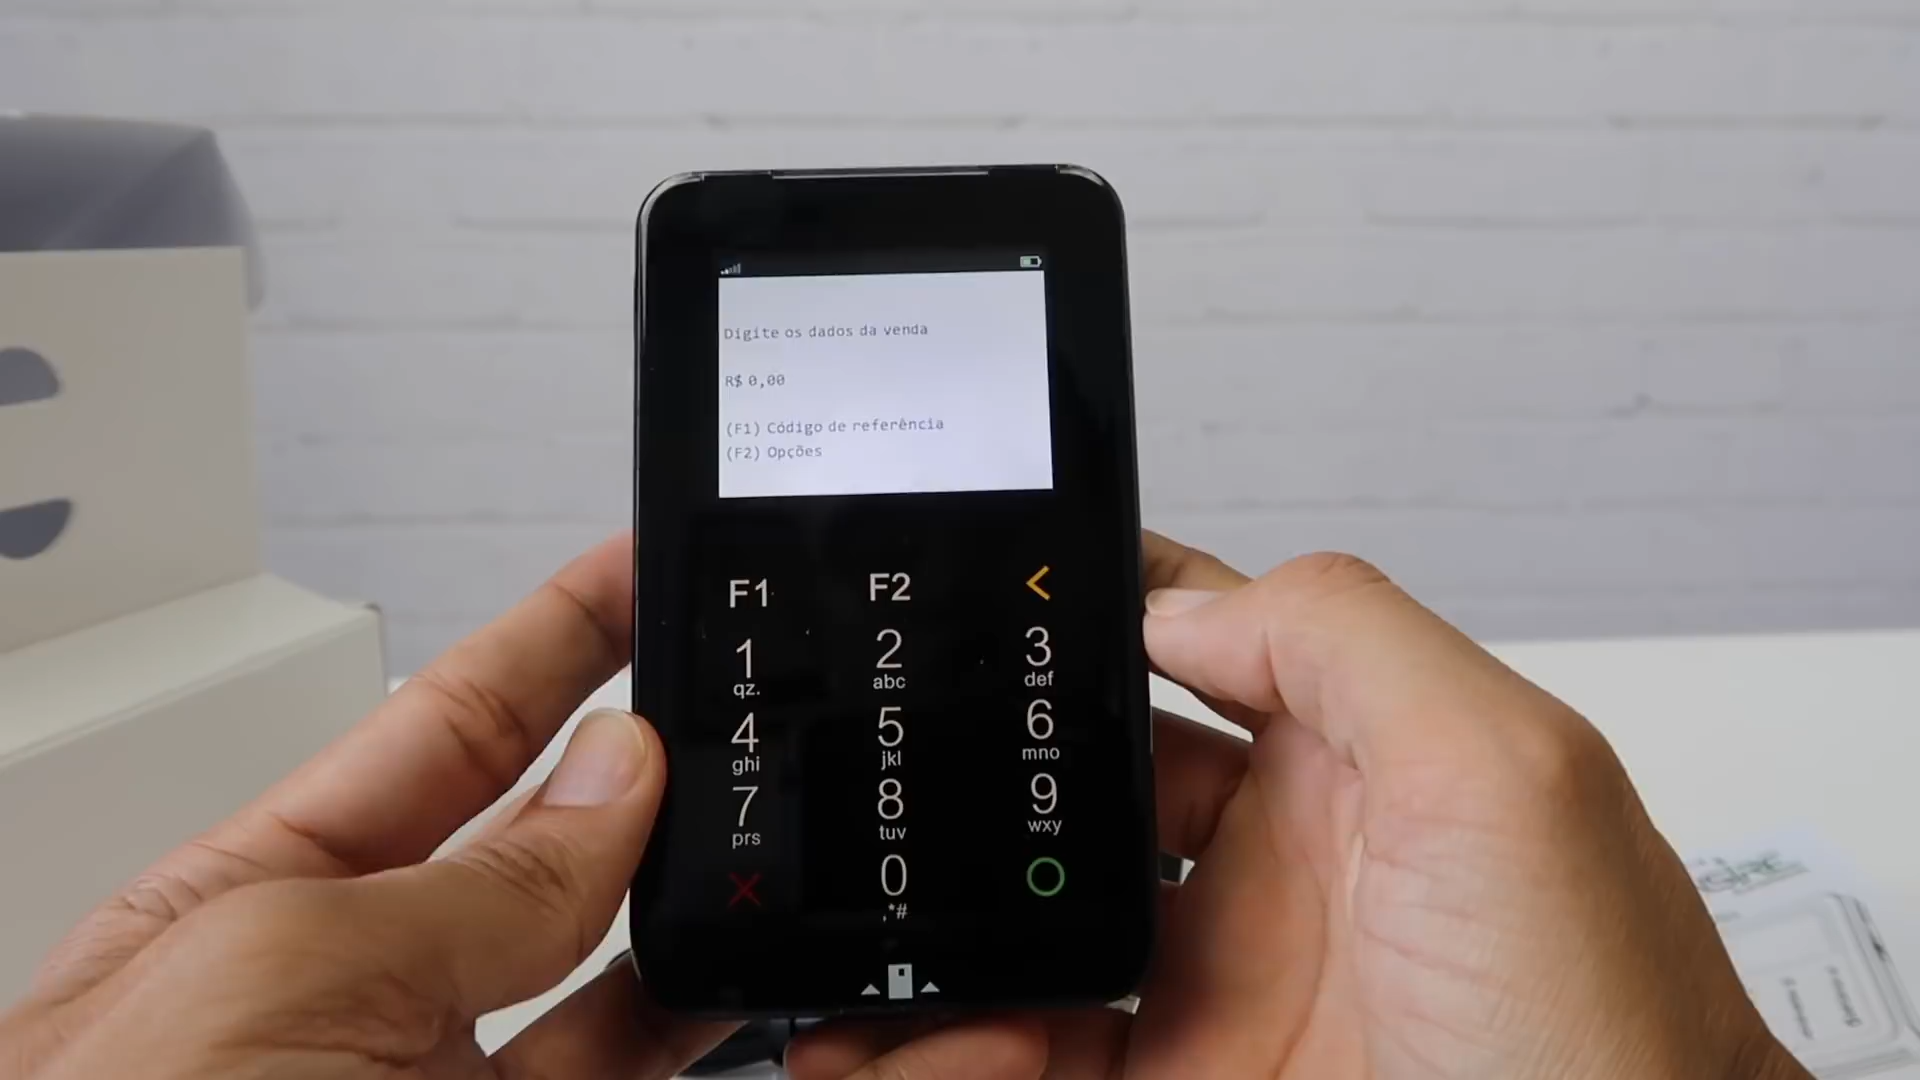 Digite os dados da venda
R$ 0,00
(F1) Código de referência
(F2) Opções
F1 F2 <
1 2 3
qz. abc def
4 5 6
ghi jkl mno
7 8 9
prs tuv wxy
0
,*#